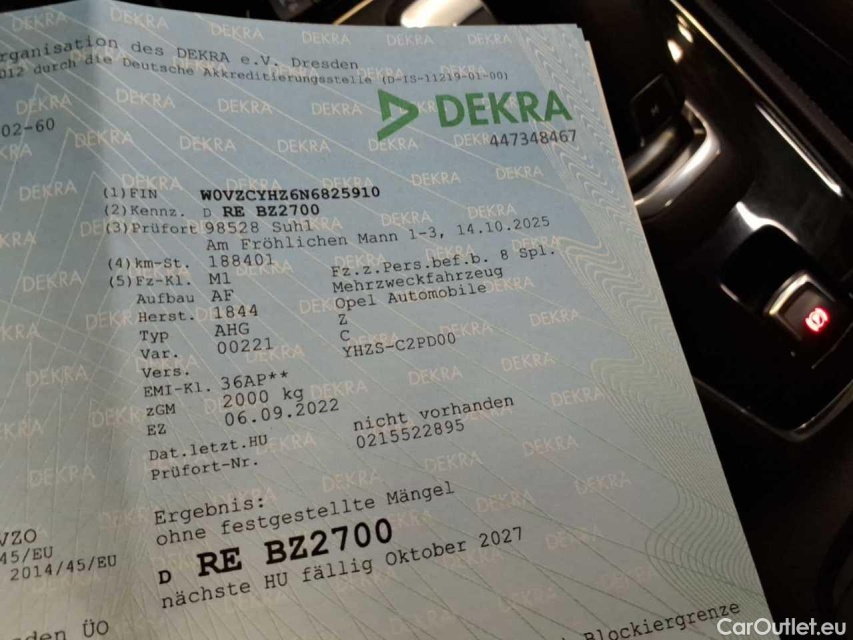 rganisation des DEKRA e.V. Dresden
012 durch die Deutsche Akkreditierungsstelle (D-IS-11219-01-00)
DEKRA
447348467
02-60
(1) FIN W0VZCYHZ6N6825910
(2) Kennz. D RE BZ2700
(3) Prüfort 98528 Suhl
Am Fröhlichen Mann 1-3, 14.10.2025
(4) km-St. 188401
(5) Fz-Kl. M1 Fz.z.Pers.bef.b. 8 Spl.
Aufbau AF Mehrzweckfahrzeug
Herst. 1844 Opel Automobile
Typ AHG Z
Var. 00221 C
Vers. YHZS-C2PD00
EMI-Kl. 36AP**
zGM 2000 kg
EZ 06.09.2022
Dat.letzt.HU nicht vorhanden
Prüfort-Nr. 0215522895
Ergebnis:
ohne festgestellte Mängel
D RE BZ2700
nächste HU fällig Oktober 2027
VZO
45/EU
2014/45/EU
den ÜO
Blockiergrenze
CarOutlet.eu